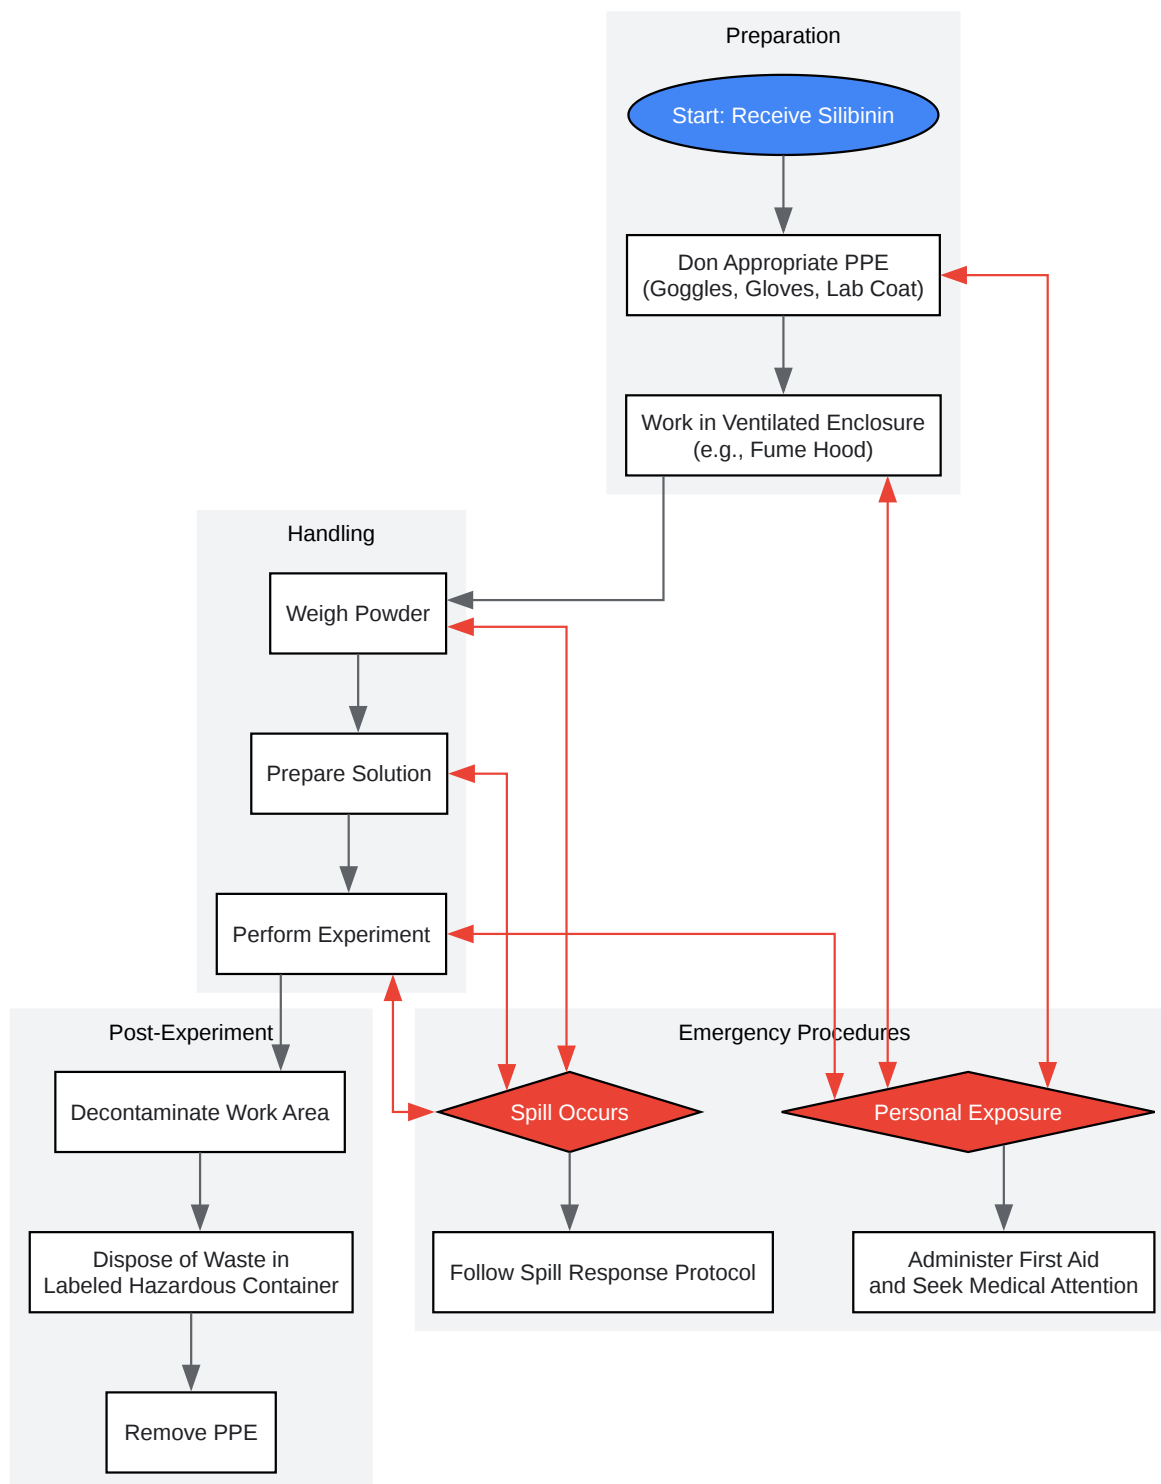 Preparation
Start: Receive Silibinin
Don Appropriate PPE
(Goggles, Gloves, Lab Coat)
Work in Ventilated Enclosure
(e.g., Fume Hood)
Handling
Weigh Powder
Prepare Solution
Perform Experiment
Post-Experiment
Decontaminate Work Area
Dispose of Waste in
Labeled Hazardous Container
Remove PPE
Emergency Procedures
Spill Occurs
Personal Exposure
Follow Spill Response Protocol
Administer First Aid
and Seek Medical Attention